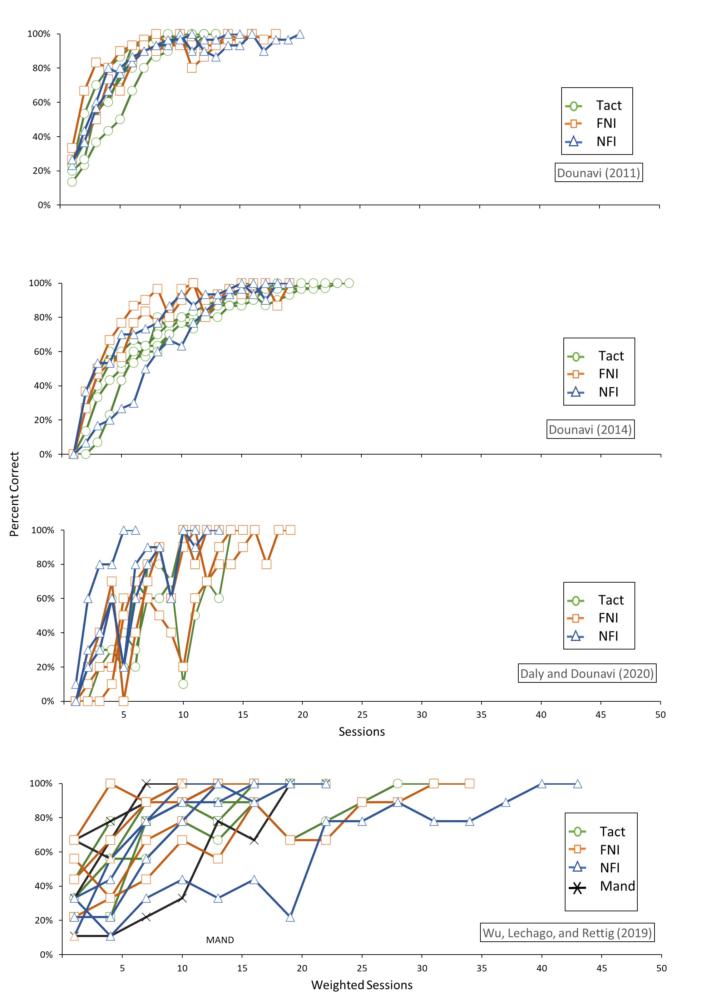 100%
80%
60%
40%
20%
0%
Tact
FNI
NFI
Dounavi (2011)
100%
80%
60%
40%
20%
0%
Tact
FNI
NFI
Dounavi (2014)
Percent Correct
100%
80%
60%
40%
20%
0%
Tact
FNI
NFI
Daly and Dounavi (2020)
5 10 15 20 25 30 35 40 45 50
Sessions
100%
80%
60%
40%
20%
0%
Tact
FNI
NFI
Mand
Wu, Lechago, and Rettig (2019)
MAND
5 10 15 20 25 30 35 40 45 50
Weighted Sessions